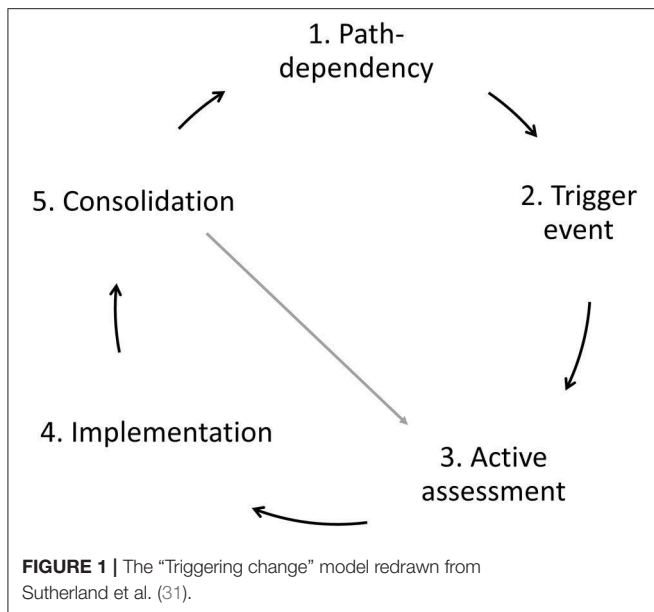 1. Path-
dependency
2. Trigger
event
3. Active
assessment
4. Implementation
5. Consolidation
FIGURE 1 | The “Triggering change” model redrawn from
Sutherland et al. (31).